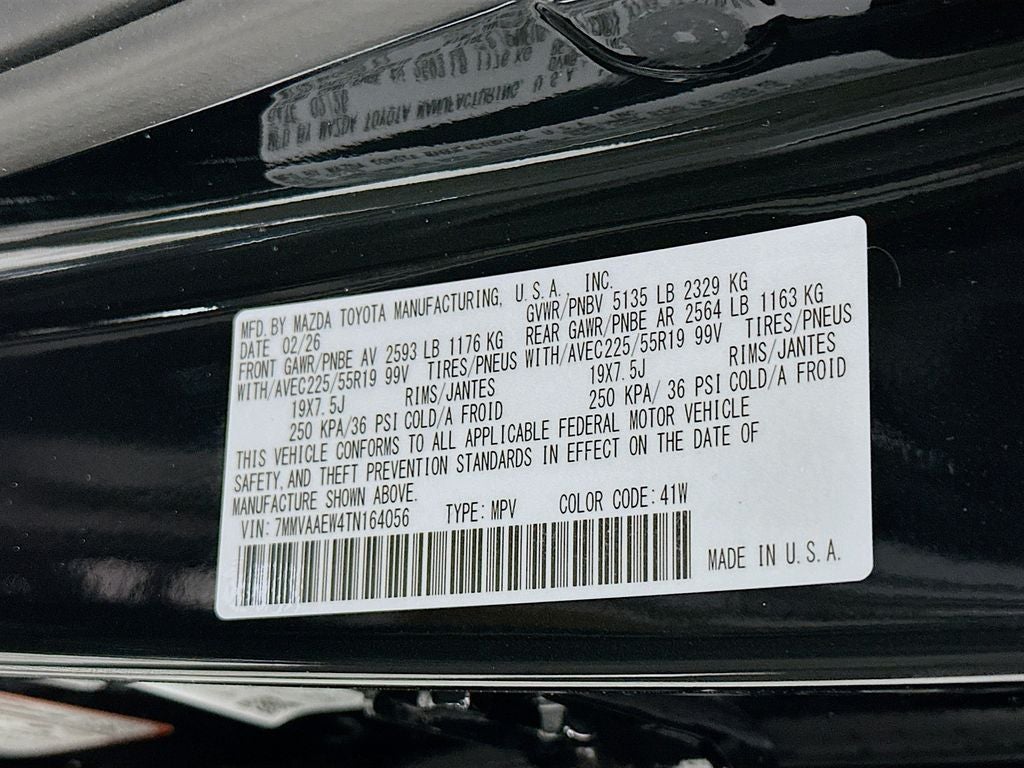 MFD. BY MAZDA TOYOTA MANUFACTURING, U.S.A., INC.
DATE 02/26 GVWR/PNBV 5135 LB 2329 KG
FRONT GAWR/PNBE AV 2593 LB 1176 KG REAR GAWR/PNBE AR 2564 LB 1163 KG
WITH/AVEC225/55R19 99V TIRES/PNEUS WITH/AVEC225/55R19 99V TIRES/PNEUS
19X7.5J RIMS/JANTES 19X7.5J RIMS/JANTES
250 KPA/36 PSI COLD/A FROID 250 KPA/ 36 PSI COLD/A FROID
THIS VEHICLE CONFORMS TO ALL APPLICABLE FEDERAL MOTOR VEHICLE
SAFETY, AND THEFT PREVENTION STANDARDS IN EFFECT ON THE DATE OF
MANUFACTURE SHOWN ABOVE.
VIN: 7MMVAAEW4TN164056 TYPE: MPV COLOR CODE: 41W
MADE IN U.S.A.